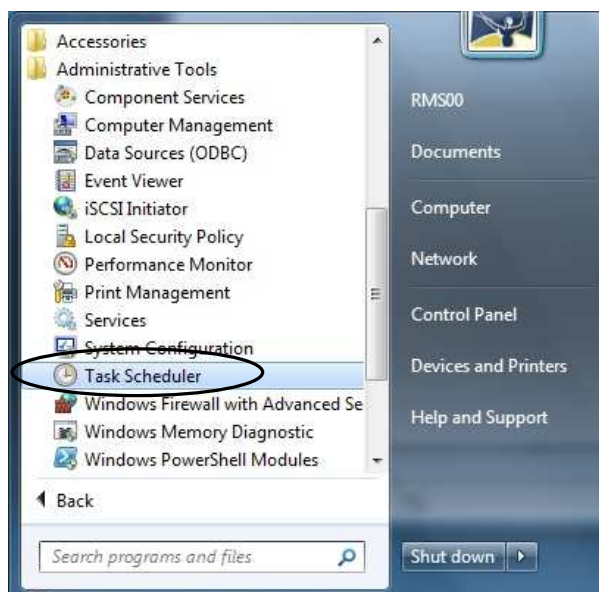 Accessories
Administrative Tools
Component Services
Computer Management
Data Sources (ODBC)
Event Viewer
iSCSI Initiator
Local Security Policy
Performance Monitor
Print Management
Services
System Configuration
Task Scheduler
Windows Firewall with Advanced Se
Windows Memory Diagnostic
Windows PowerShell Modules
Back
Search programs and files
RMS00
Documents
Computer
Network
Control Panel
Devices and Printers
Help and Support
Shut down